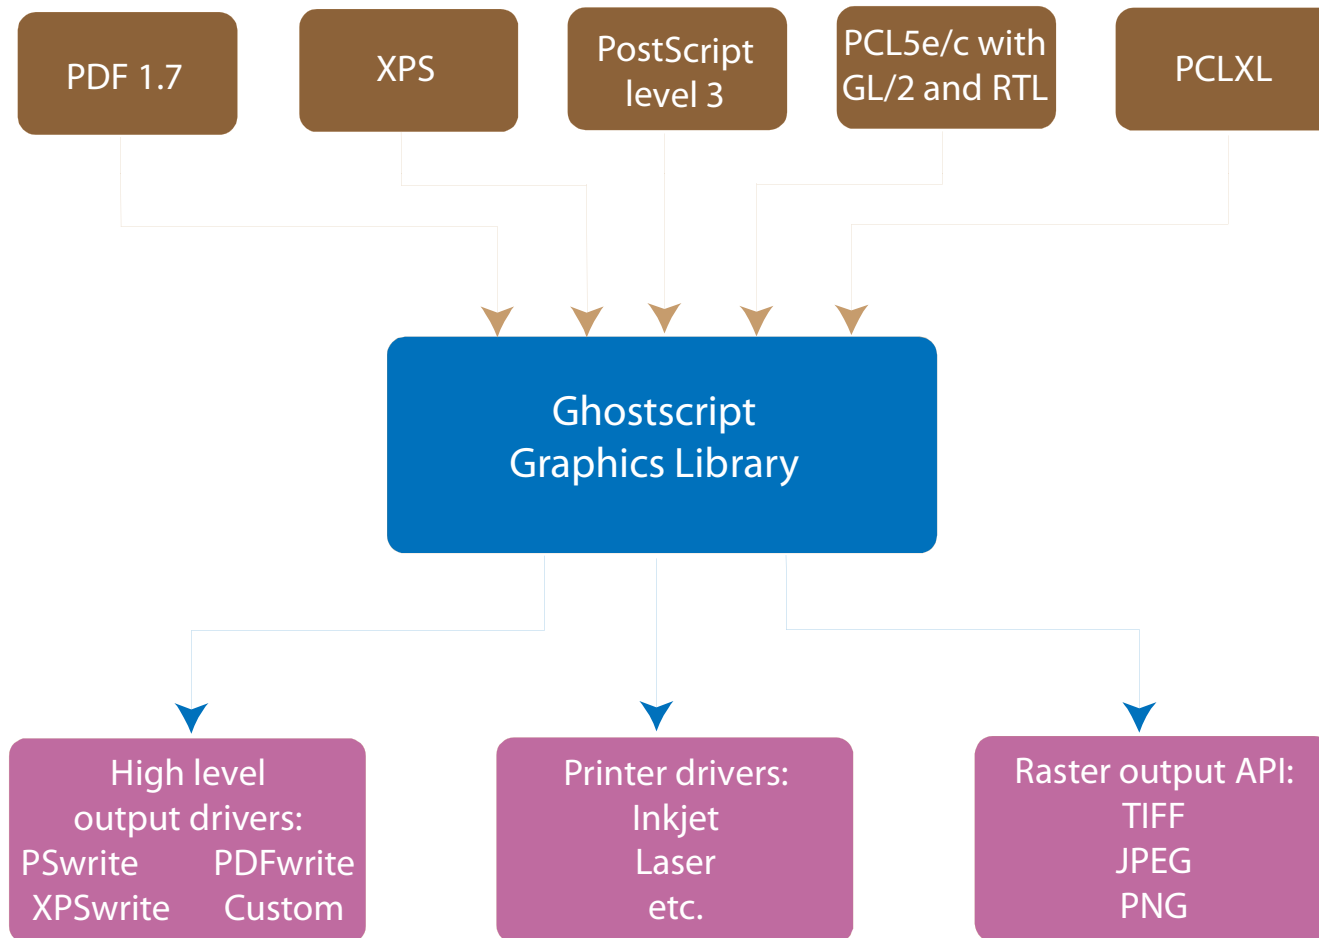 PDF 1.7
XPS
PostScript
level 3
PCL5e/c with
GL/2 and RTL
PCLXL
Ghostscript
Graphics Library
High level
output drivers:
PSwrite PDFwrite
XPSwrite Custom
Printer drivers:
Inkjet
Laser
etc.
Raster output API:
TIFF
JPEG
PNG